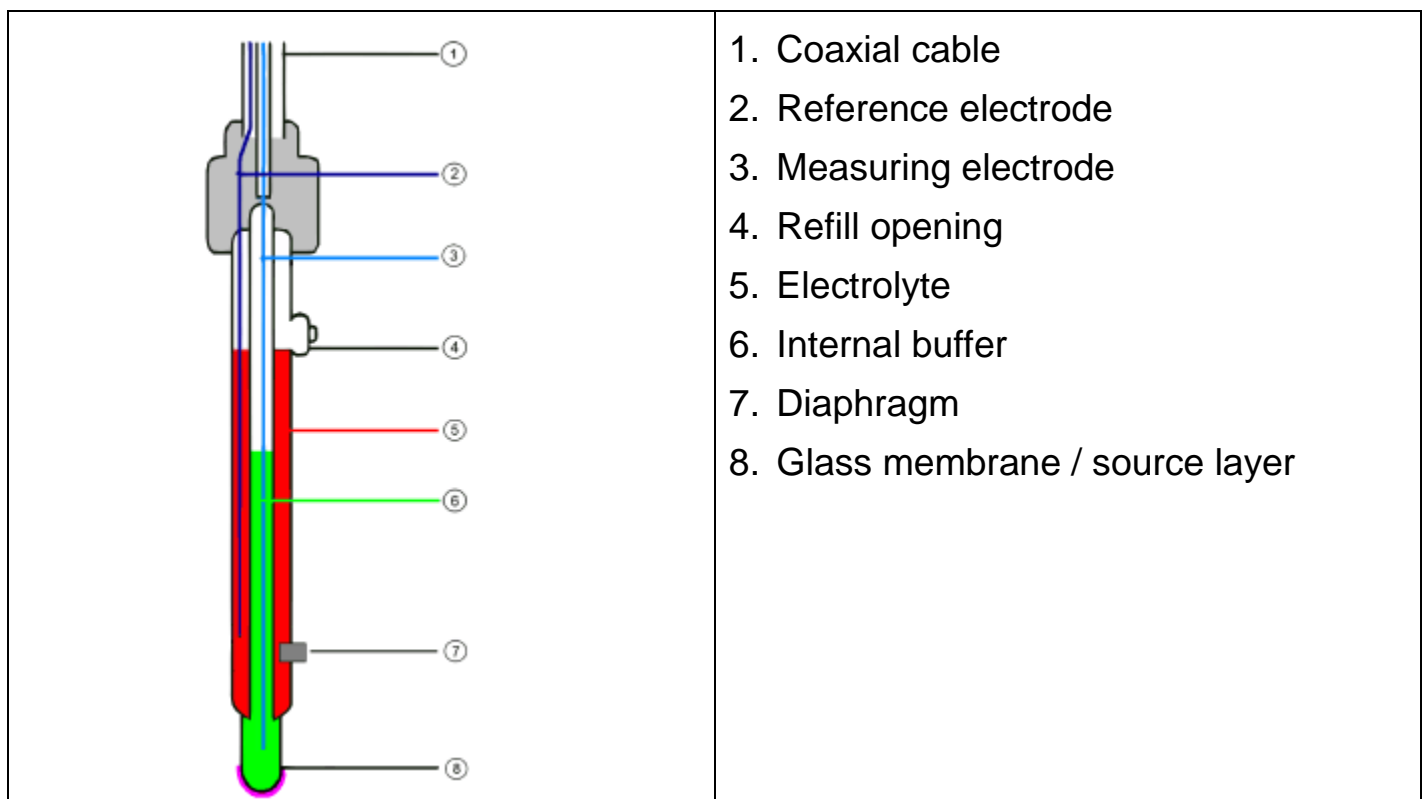 1
2
3
4
5
6
7
8
1. Coaxial cable
2. Reference electrode
3. Measuring electrode
4. Refill opening
5. Electrolyte
6. Internal buffer
7. Diaphragm
8. Glass membrane / source layer